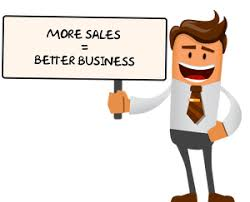 MORE SALES
=
BETTER BUSINESS